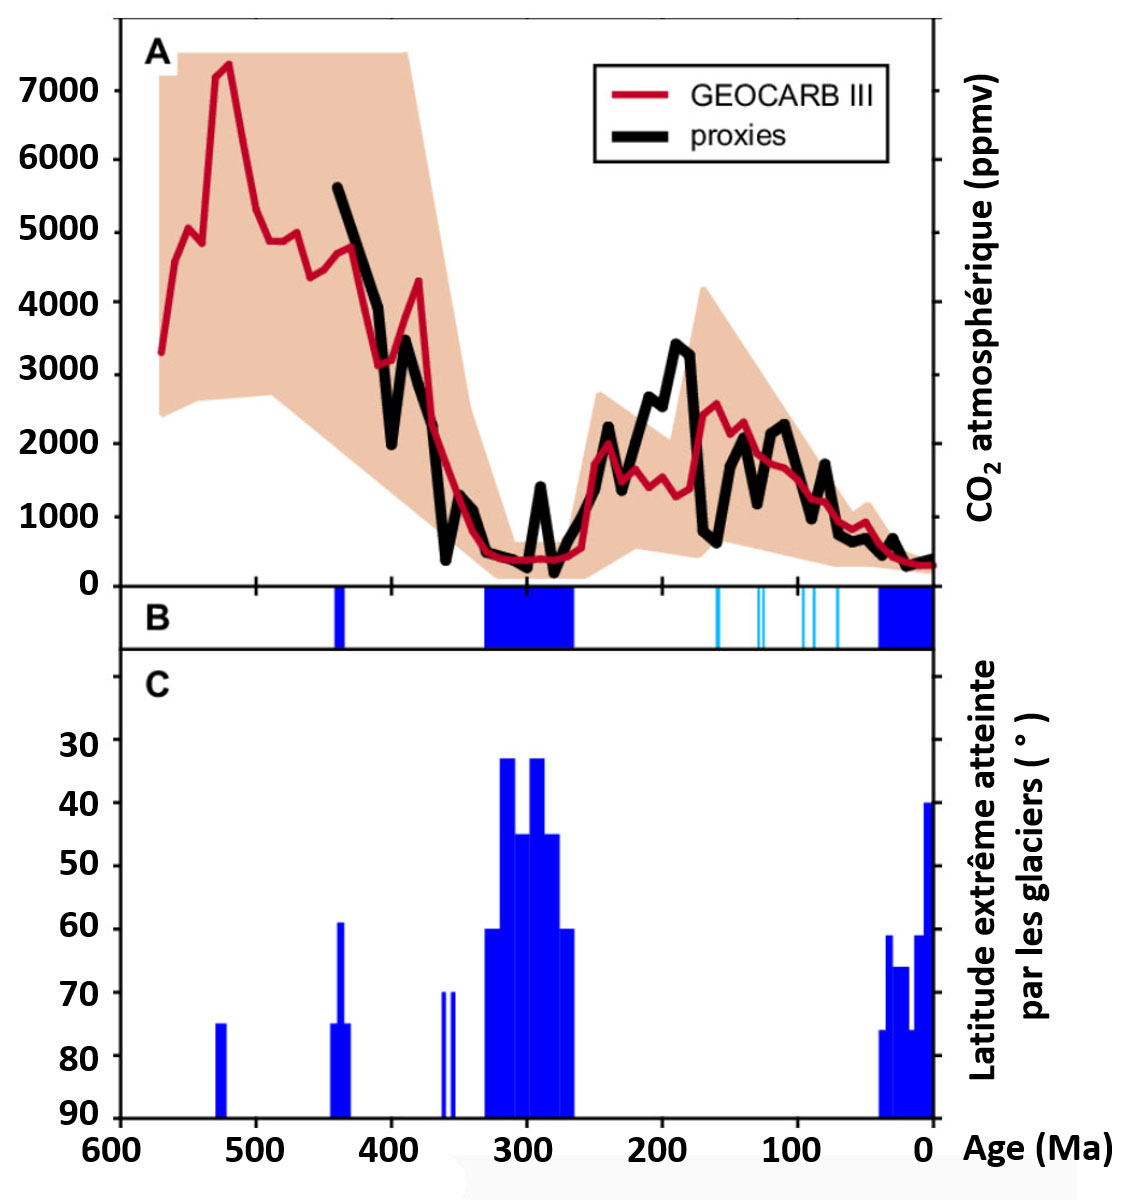 A
7000
6000
5000
4000
3000
2000
1000
0
GEOCARB III
proxies
CO2 atmosphérique (ppmv)
B
C
30
40
50
60
70
80
90
Latitude extrême atteinte
par les glaciers ( ° )
600 500 400 300 200 100 0 Age (Ma)